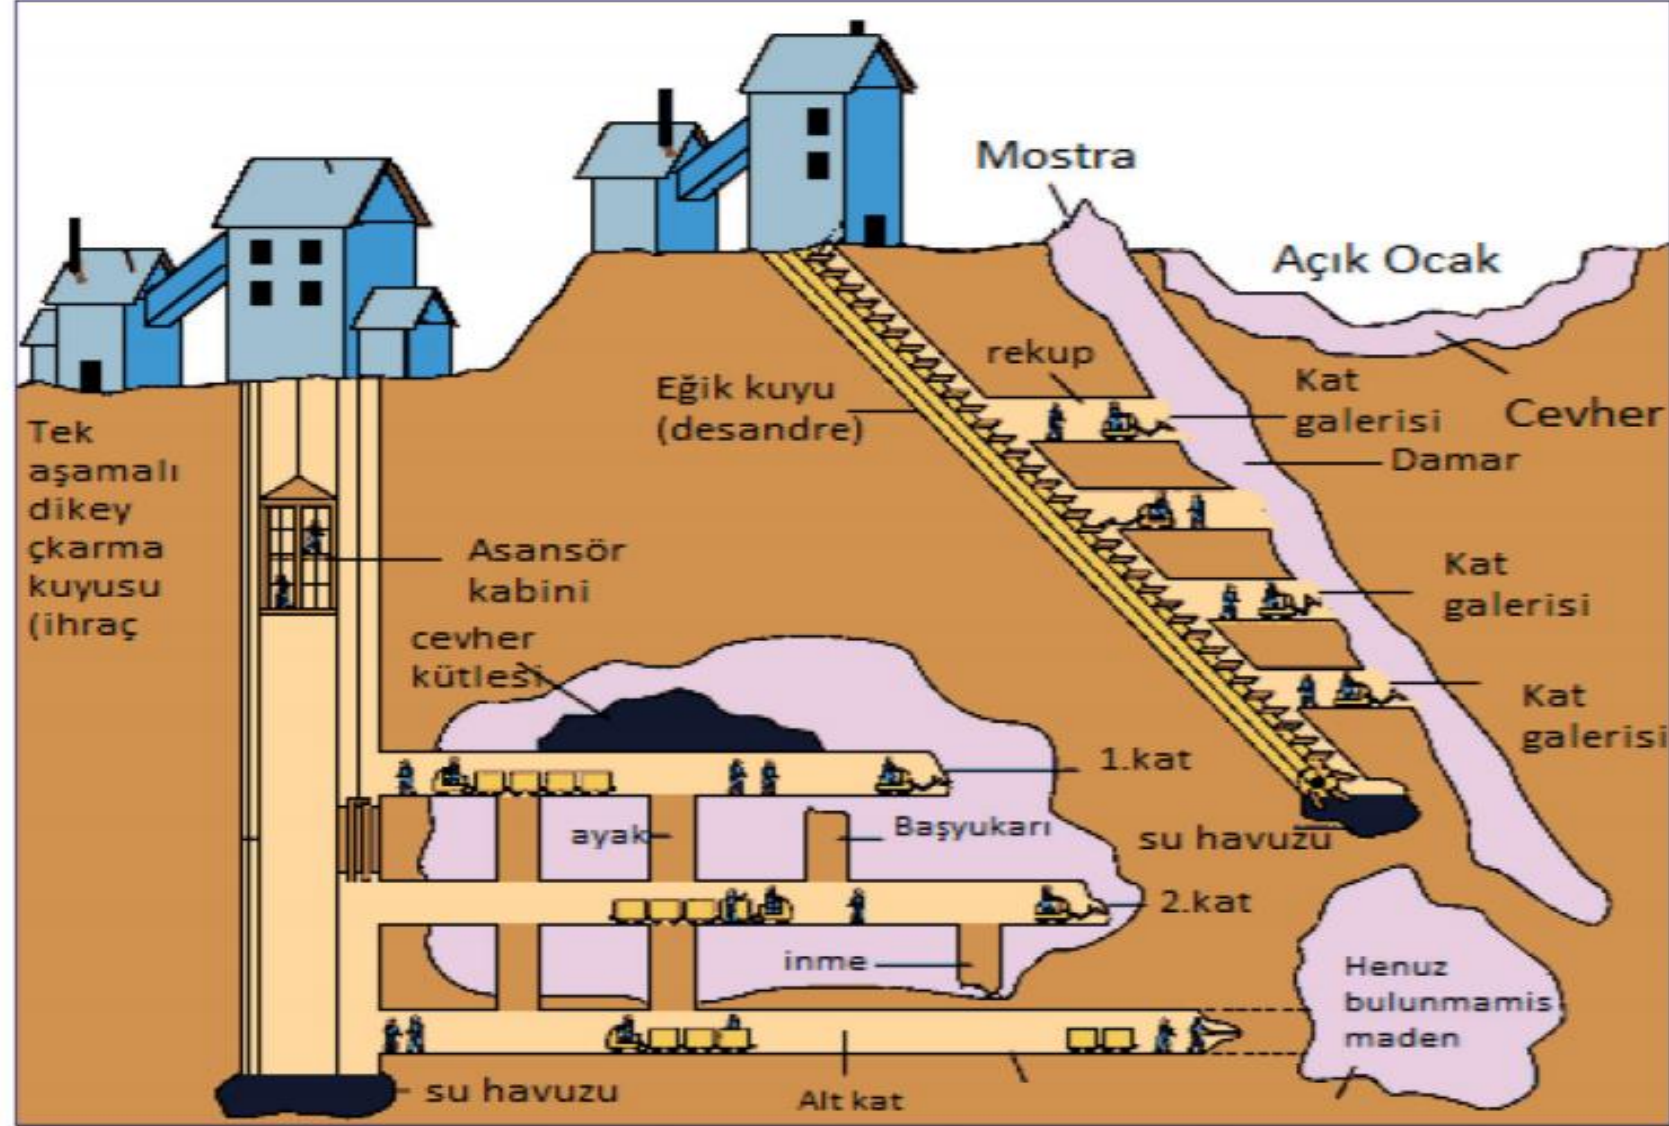 Mostra
Açık Ocak
rekup
Kat
galerisi
Cevher
Eğik kuyu
(desandre)
Damar
Tek
aşamalı
dikey
çkarma
kuyusu
(ihraç
Asansör
kabini
Kat
galerisi
cevher
kütlesi
Kat
galerisi
1.kat
ayak
Başyukarı
su havuzu
2.kat
inme
Henuz
bulunmamis
maden
su havuzu
Alt kat